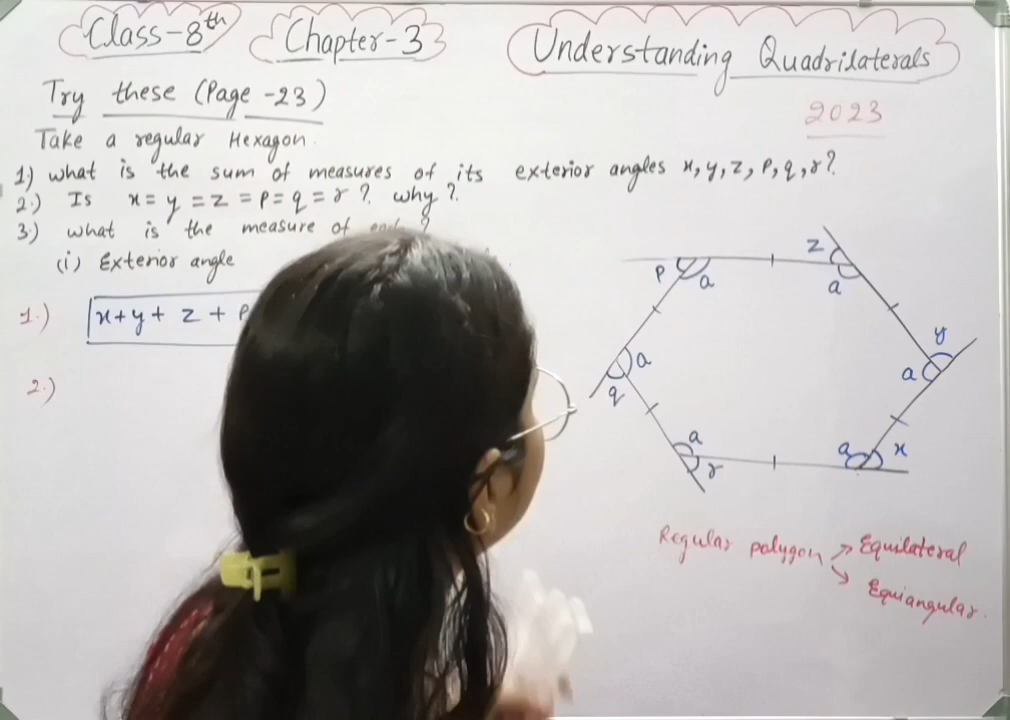 Class-8th Chapter-3 Understanding Quadrilaterals
2023
Try these (Page -23)
Take a regular Hexagon.
1.) what is the sum of measures of its exterior angles x, y, z, p, q, r?
2.) Is x = y = z = p = q = r ? why ?
3.) what is the measure of each ?
(i) Exterior angle
1.) x+y+ z + p
2.)
z
p a a
y
a
a
q
a a x
r
Regular polygon → Equilateral
→ Equiangular.